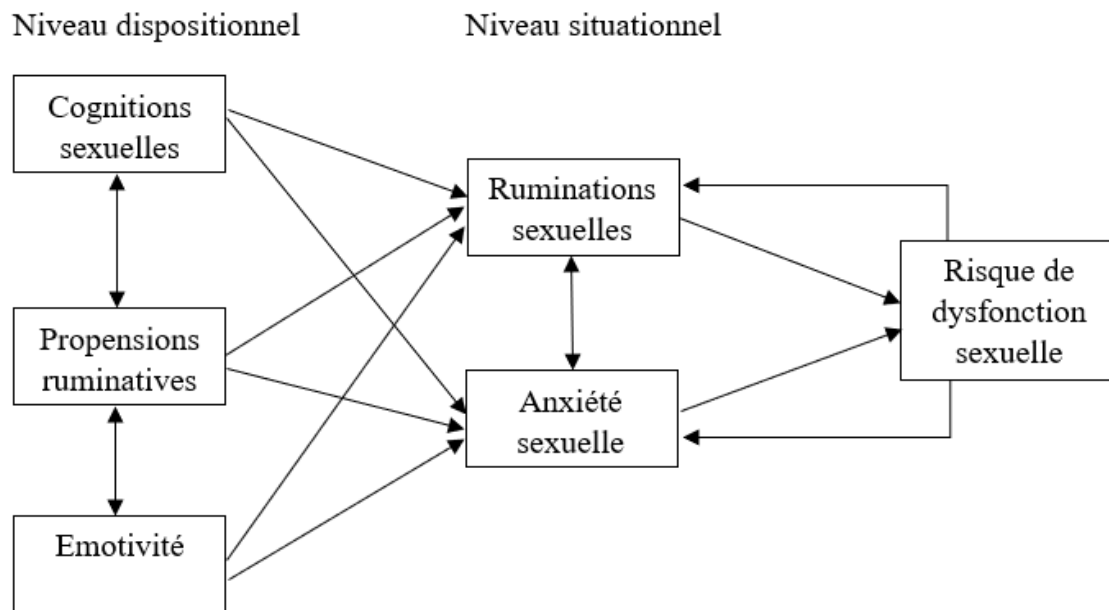 Niveau dispositionnel
Niveau situationnel
Cognitions
sexuelles
Propensions
ruminatives
Emotivité
Ruminations
sexuelles
Anxiété
sexuelle
Risque de
dysfonction
sexuelle